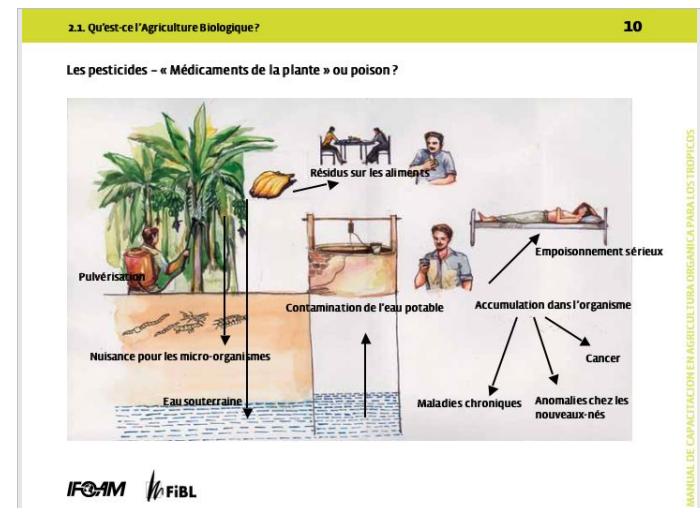 2.1. Qu'est-ce l'Agriculture Biologique?
10
Les pesticides – « Médicaments de la plante » ou poison ?
Résidus sur les aliments
Pulvérisation
Empoisonnement sérieux
Contamination de l'eau potable
Accumulation dans l'organisme
Nuisance pour les micro-organismes
Cancer
Eau souterraine
Maladies chroniques
Anomalies chez les
nouveaux-nés
MANUAL DE CAPACITACION EN AGRICULTURA ORGANICA PARA LOS TROPICOS
IFOAM
FiBL